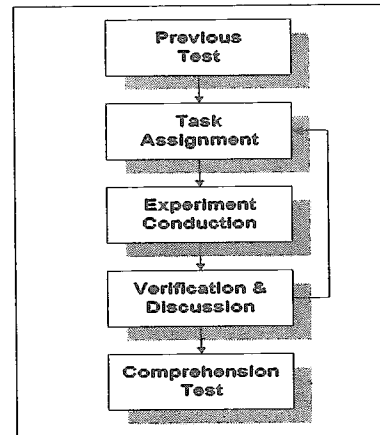 Previous
Test
Task
Assignment
Experiment
Conduction
Verification &
Discussion
Comprehension
Test